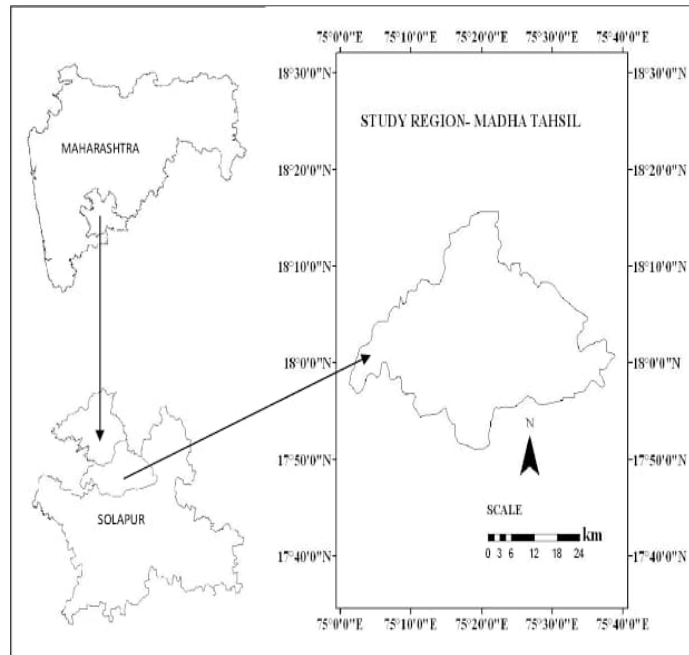 75°0'0"E 75°10'0"E 75°20'0"E 75°30'0"E 75°40'0"E
18°30'0"N 18°30'0"N
MAHARASHTRA
STUDY REGION- MADHA TAHSIL
18°20'0"N 18°20'0"N
18°10'0"N 18°10'0"N
18°0'0"N 18°0'0"N
N
17°50'0"N 17°50'0"N
SOLAPUR
SCALE
km
0 3 6 12 18 24
17°40'0"N 17°40'0"N
75°0'0"E 75°10'0"E 75°20'0"E 75°30'0"E 75°40'0"E